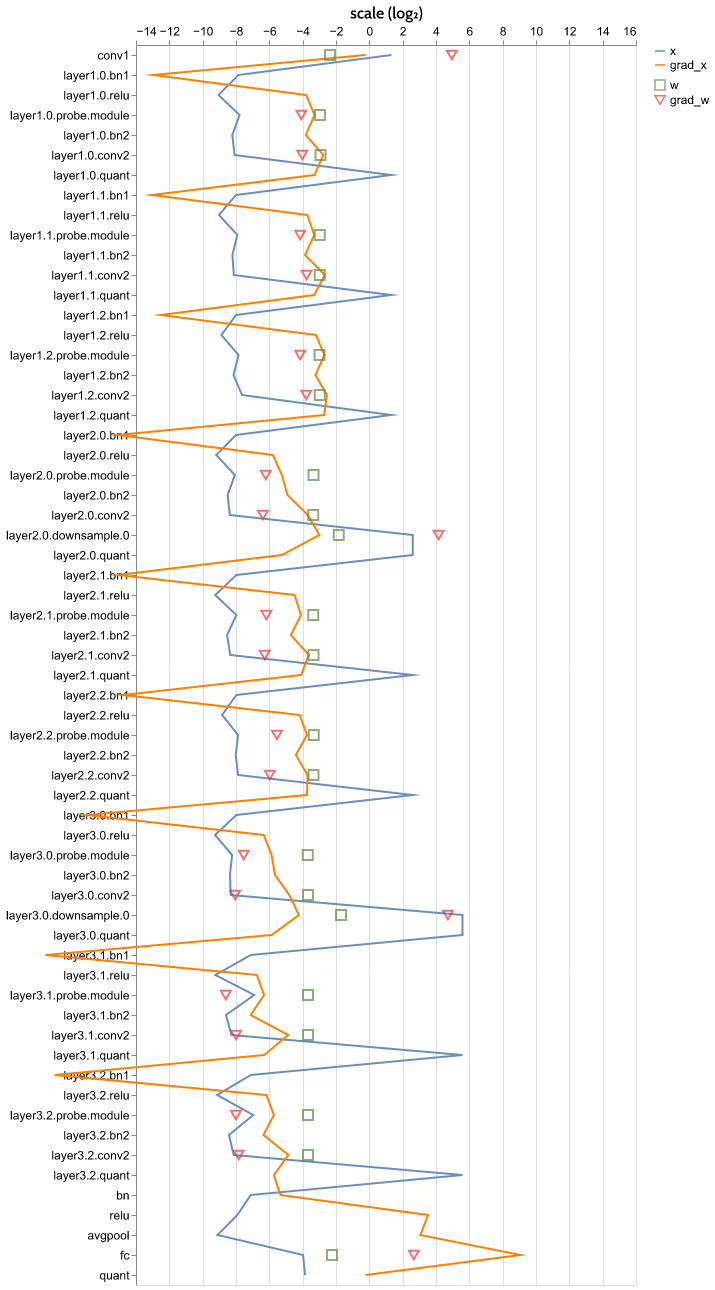 scale (log₂)
−14 −12 −10 −8 −6 −4 −2 0 2 4 6 8 10 12 14 16
x
grad_x
w
grad_w
conv1
layer1.0.bn1
layer1.0.relu
layer1.0.probe.module
layer1.0.bn2
layer1.0.conv2
layer1.0.quant
layer1.1.bn1
layer1.1.relu
layer1.1.probe.module
layer1.1.bn2
layer1.1.conv2
layer1.1.quant
layer1.2.bn1
layer1.2.relu
layer1.2.probe.module
layer1.2.bn2
layer1.2.conv2
layer1.2.quant
layer2.0.bn1
layer2.0.relu
layer2.0.probe.module
layer2.0.bn2
layer2.0.conv2
layer2.0.downsample.0
layer2.0.quant
layer2.1.bn1
layer2.1.relu
layer2.1.probe.module
layer2.1.bn2
layer2.1.conv2
layer2.1.quant
layer2.2.bn1
layer2.2.relu
layer2.2.probe.module
layer2.2.bn2
layer2.2.conv2
layer2.2.quant
layer3.0.bn1
layer3.0.relu
layer3.0.probe.module
layer3.0.bn2
layer3.0.conv2
layer3.0.downsample.0
layer3.0.quant
layer3.1.bn1
layer3.1.relu
layer3.1.probe.module
layer3.1.bn2
layer3.1.conv2
layer3.1.quant
layer3.2.bn1
layer3.2.relu
layer3.2.probe.module
layer3.2.bn2
layer3.2.conv2
layer3.2.quant
bn
relu
avgpool
fc
quant